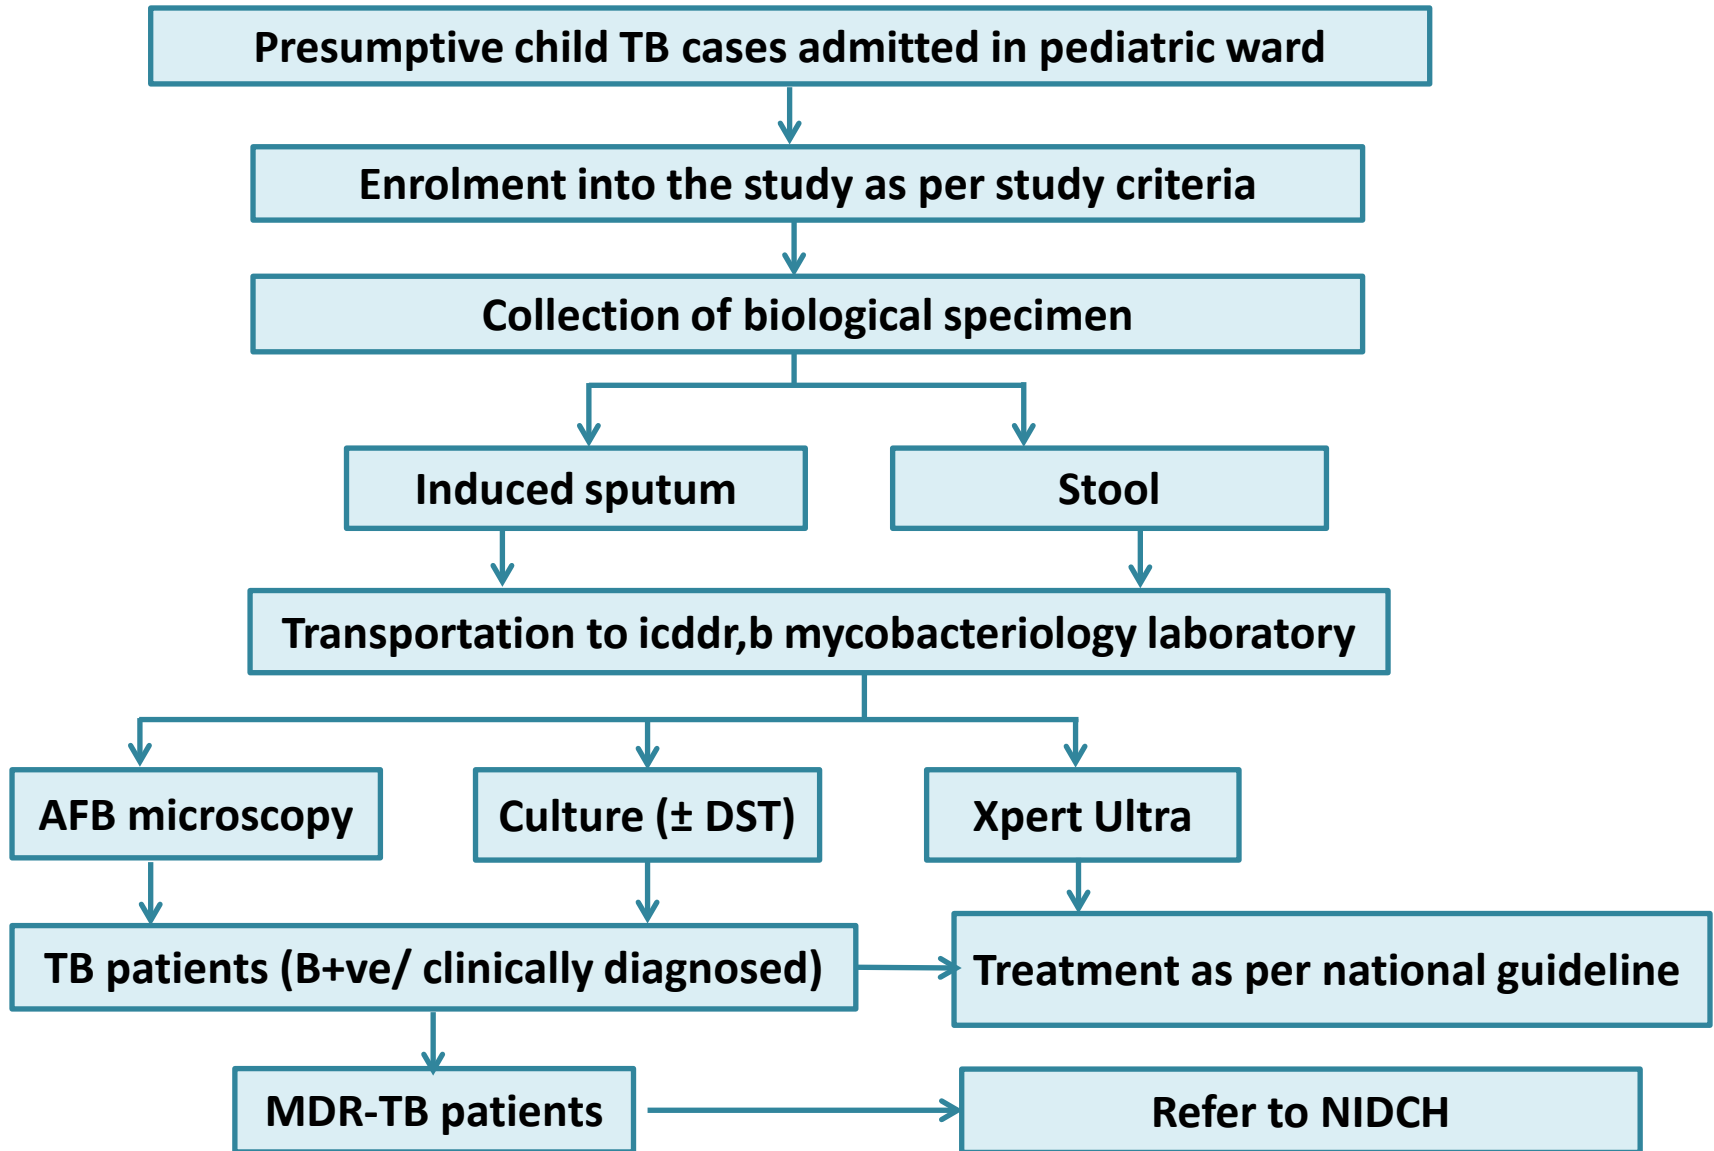 Presumptive child TB cases admitted in pediatric ward
Enrolment into the study as per study criteria
Collection of biological specimen
Induced sputum
Stool
Transportation to icddr,b mycobacteriology laboratory
AFB microscopy
Culture (± DST)
Xpert Ultra
TB patients (B+ve/ clinically diagnosed)
Treatment as per national guideline
MDR-TB patients
Refer to NIDCH